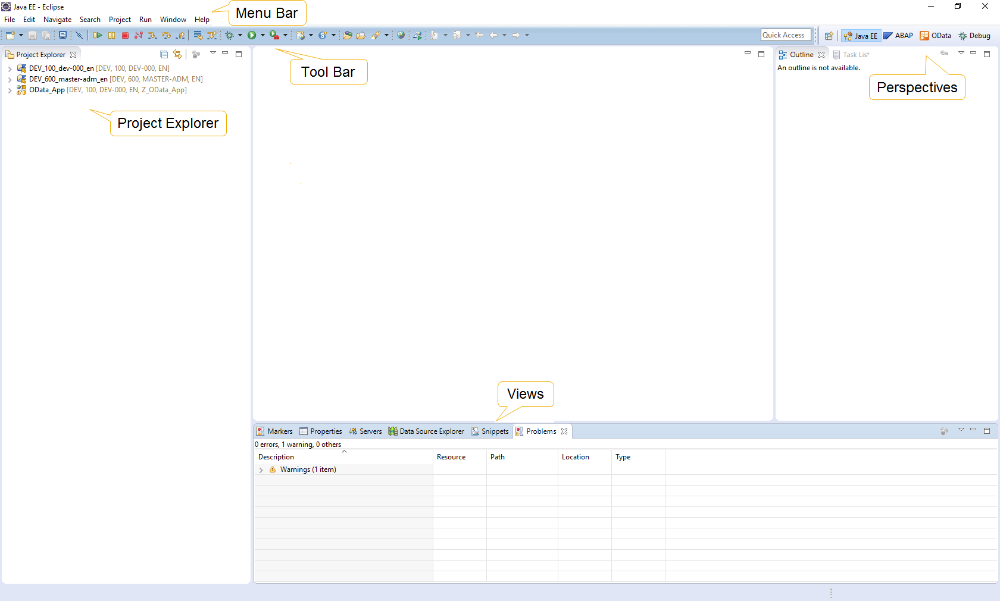 Java EE - Eclipse
File Edit Navigate Search Project Run Window Help
Menu Bar
Quick Access
Java EE ABAP OData Debug
Project Explorer
DEV_100_dev-000_en [DEV, 100, DEV-000, EN]
DEV_600_master-adm_en [DEV, 600, MASTER-ADM, EN]
OData_App [DEV, 100, DEV-000, EN, Z_OData_App]
Project Explorer
Tool Bar
Outline Task List
An outline is not available.
Perspectives
Views
Markers Properties Servers Data Source Explorer Snippets Problems
0 errors, 1 warning, 0 others
Description Resource Path Location Type
Warnings (1 item)